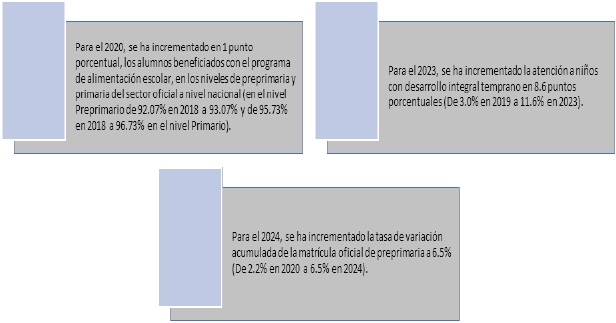 Para el 2020, se ha incrementado en 1 punto
porcentual, los alumnos beneficiados con el programa
de alimentación escolar, en los niveles de preprimaria y
primaria del sector oficial a nivel nacional (en el nivel
Preprimario de 92.07% en 2018 a 93.07% y de 95.73%
en 2018 a 96.73% en el nivel Primario).
Para el 2023, se ha incrementado la atención a niños
con desarrollo integral temprano en 8.6 puntos
porcentuales (De 3.0% en 2019 a 11.6% en 2023).
Para el 2024, se ha incrementado la tasa de variación
acumulada de la matrícula oficial de preprimaria a 6.5%
(De 2.2% en 2020 a 6.5% en 2024).